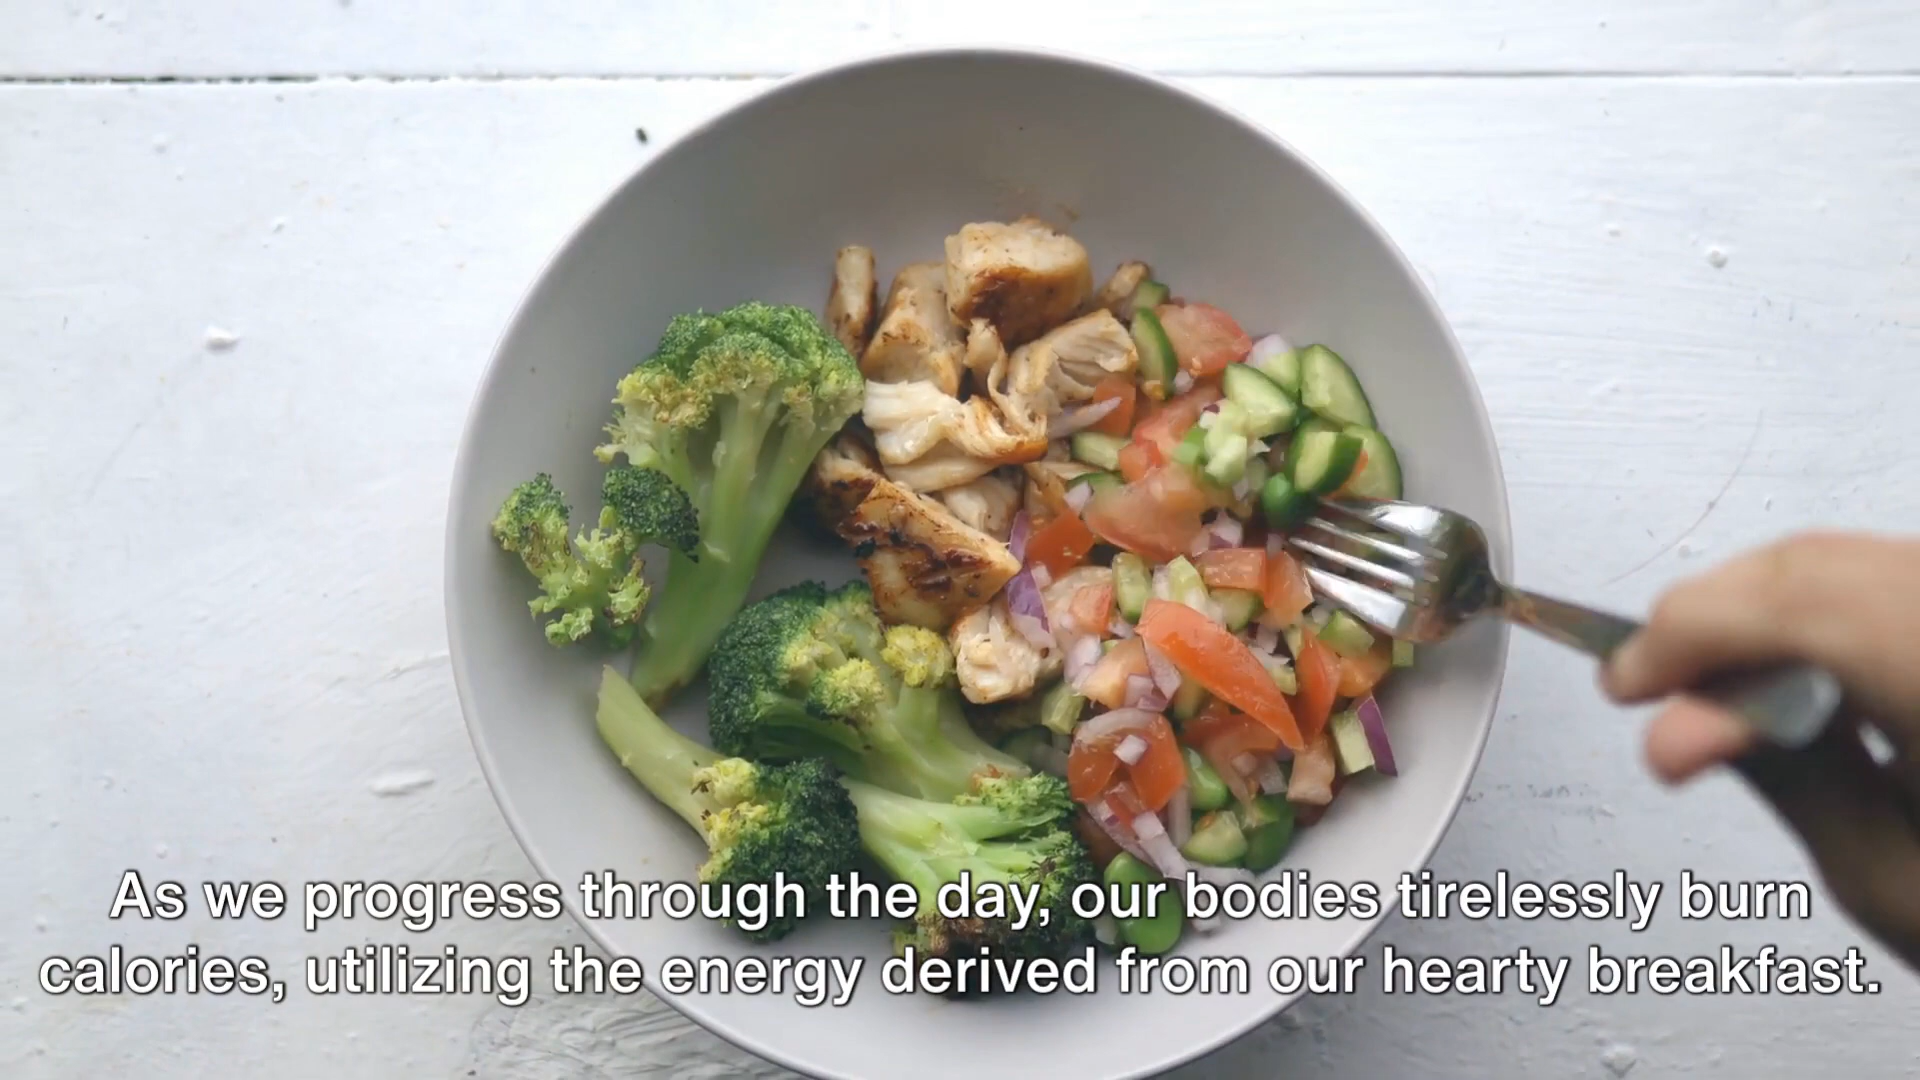 As we progress through the day, our bodies tirelessly burn
calories, utilizing the energy derived from our hearty breakfast.